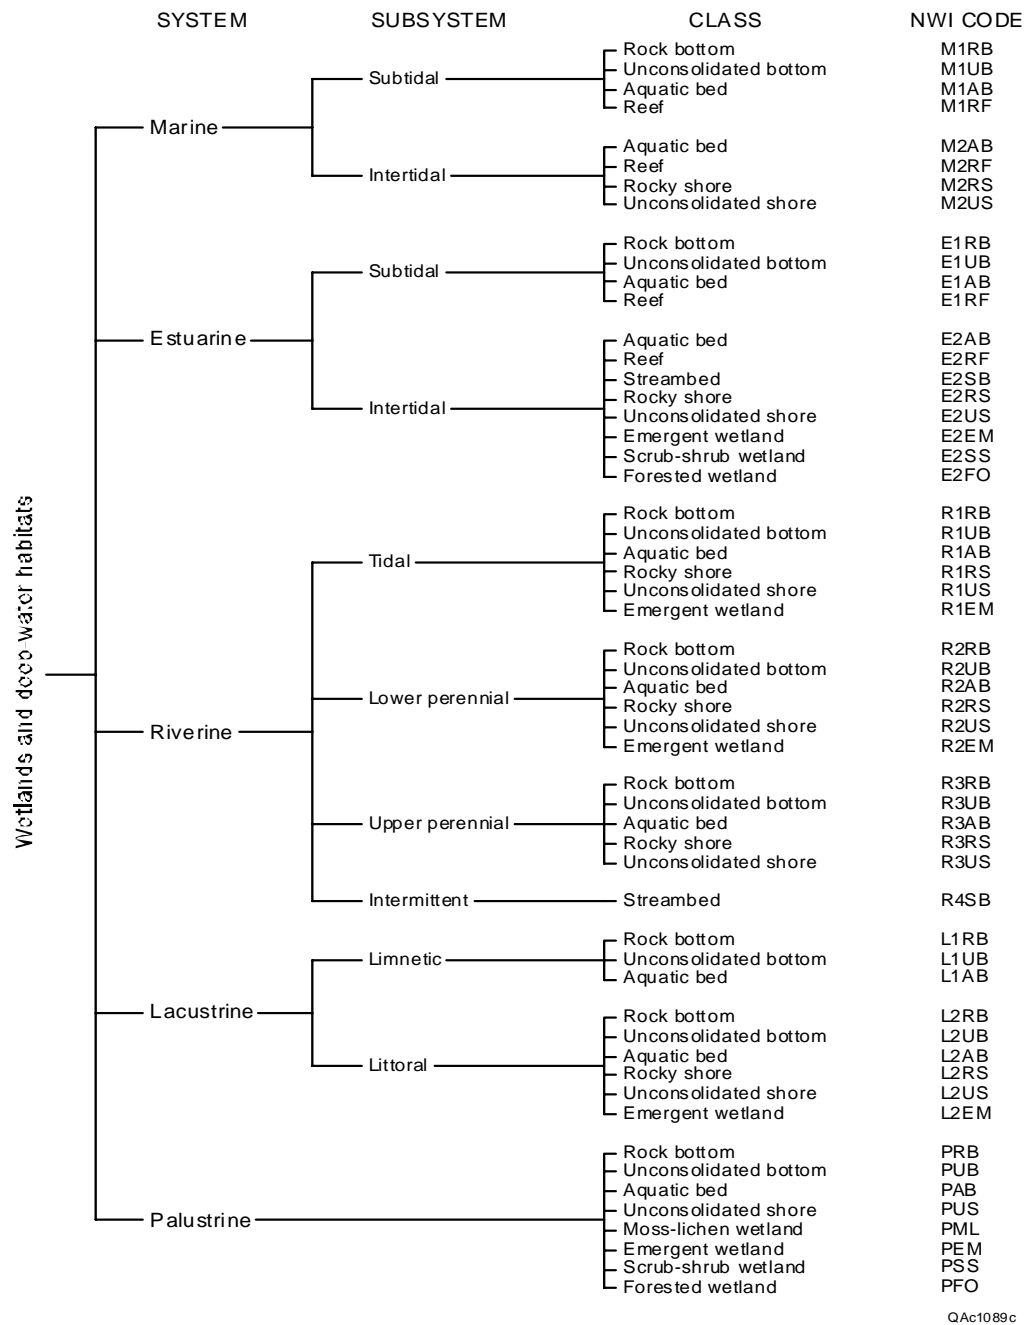 SYSTEM SUBSYSTEM CLASS NWI CODE
Rock bottom M1RB
Unconsolidated bottom M1UB
Subtidal
Aquatic bed M1AB
Reef M1RF
Marine
Aquatic bed M2AB
Reef M2RF
Intertidal
Rocky shore M2RS
Unconsolidated shore M2US
Rock bottom E1RB
Unconsolidated bottom E1UB
Subtidal
Aquatic bed E1AB
Reef E1RF
Estuarine
Aquatic bed E2AB
Reef E2RF
Streambed E2SB
Rocky shore E2RS
Intertidal
Unconsolidated shore E2US
Emergent wetland E2EM
Scrub-shrub wetland E2SS
Forested wetland E2FO
Wetlands and deep-water habitats
Rock bottom R1RB
Unconsolidated bottom R1UB
Aquatic bed R1AB
Tidal
Rocky shore R1RS
Unconsolidated shore R1US
Emergent wetland R1EM
Rock bottom R2RB
Unconsolidated bottom R2UB
Aquatic bed R2AB
Lower perennial
Rocky shore R2RS
Unconsolidated shore R2US
Riverine
Emergent wetland R2EM
Rock bottom R3RB
Unconsolidated bottom R3UB
Upper perennial Aquatic bed R3AB
Rocky shore R3RS
Unconsolidated shore R3US
Intermittent Streambed R4SB
Rock bottom L1RB
Limnetic Unconsolidated bottom L1UB
Aquatic bed L1AB
Lacustrine
Rock bottom L2RB
Unconsolidated bottom L2UB
Aquatic bed L2AB
Littoral
Rocky shore L2RS
Unconsolidated shore L2US
Emergent wetland L2EM
Rock bottom PRB
Unconsolidated bottom PUB
Aquatic bed PAB
Unconsolidated shore PUS
Palustrine
Moss-lichen wetland PML
Emergent wetland PEM
Scrub-shrub wetland PSS
Forested wetland PFO
QAc1089c